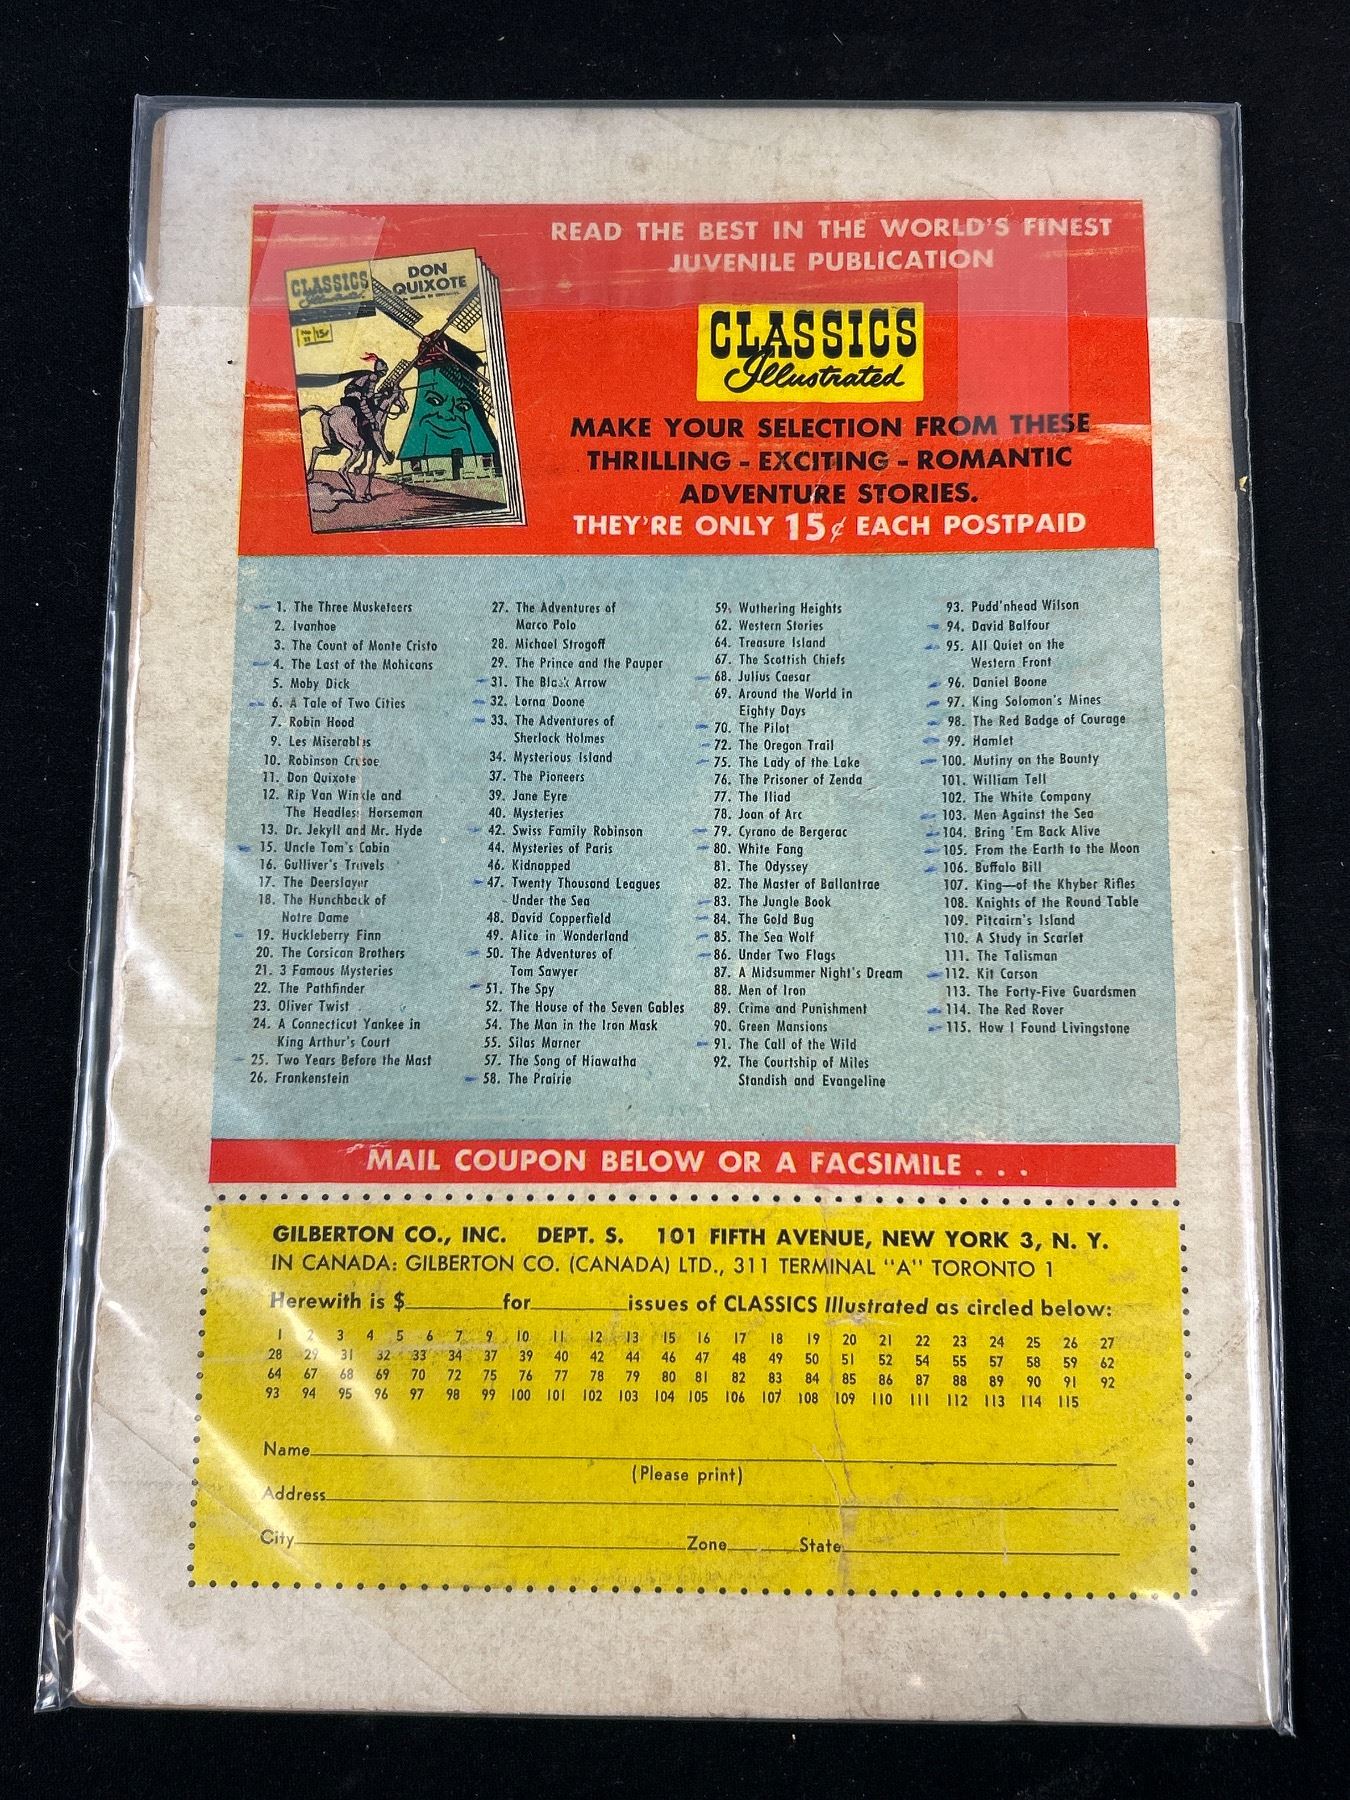 READ THE BEST IN THE WORLD'S FINEST
JUVENILE PUBLICATION
CLASSICS
Illustrated
DON
QUIXOTE
15¢
CLASSICS
Illustrated
MAKE YOUR SELECTION FROM THESE
THRILLING - EXCITING - ROMANTIC
ADVENTURE STORIES.
THEY'RE ONLY 15¢ EACH POSTPAID
1. The Three Musketeers
2. Ivanhoe
3. The Count of Monte Cristo
4. The Last of the Mohicans
5. Moby Dick
6. A Tale of Two Cities
7. Robin Hood
9. Les Miserables
10. Robinson Crusoe
11. Don Quixote
12. Rip Van Winkle and
The Headless Horseman
13. Dr. Jekyll and Mr. Hyde
15. Uncle Tom's Cabin
16. Gulliver's Travels
17. The Deerslayer
18. The Hunchback of
Notre Dame
19. Huckleberry Finn
20. The Corsican Brothers
21. 3 Famous Mysteries
22. The Pathfinder
23. Oliver Twist
24. A Connecticut Yankee in
King Arthur's Court
25. Two Years Before the Mast
26. Frankenstein
27. The Adventures of
Marco Polo
28. Michael Strogoff
29. The Prince and the Pauper
31. The Black Arrow
32. Lorna Doone
33. The Adventures of
Sherlock Holmes
34. Mysterious Island
37. The Pioneers
39. Jane Eyre
40. Mysteries
42. Swiss Family Robinson
44. Mysteries of Paris
46. Kidnapped
47. Twenty Thousand Leagues
Under the Sea
48. David Copperfield
49. Alice in Wonderland
50. The Adventures of
Tom Sawyer
51. The Spy
52. The House of the Seven Gables
54. The Man in the Iron Mask
55. Silas Marner
57. The Song of Hiawatha
58. The Prairie
59. Wuthering Heights
62. Western Stories
64. Treasure Island
67. The Scottish Chiefs
68. Julius Caesar
69. Around the World in
Eighty Days
70. The Pilot
72. The Oregon Trail
75. The Lady of the Lake
76. The Prisoner of Zenda
77. The Iliad
78. Joan of Arc
79. Cyrano de Bergerac
80. White Fang
81. The Odyssey
82. The Master of Ballantrae
83. The Jungle Book
84. The Gold Bug
85. The Sea Wolf
86. Under Two Flags
87. A Midsummer Night's Dream
88. Men of Iron
89. Crime and Punishment
90. Green Mansions
91. The Call of the Wild
92. The Courtship of Miles
Standish and Evangeline
93. Pudd'nhead Wilson
94. David Balfour
95. All Quiet on the
Western Front
96. Daniel Boone
97. King Solomon's Mines
98. The Red Badge of Courage
99. Hamlet
100. Mutiny on the Bounty
101. William Tell
102. The White Company
103. Men Against the Sea
104. Bring 'Em Back Alive
105. From the Earth to the Moon
106. Buffalo Bill
107. King—of the Khyber Rifles
108. Knights of the Round Table
109. Pitcairn's Island
110. A Study in Scarlet
111. The Talisman
112. Kit Carson
113. The Forty-Five Guardsmen
114. The Red Rover
115. How I Found Livingstone
MAIL COUPON BELOW OR A FACSIMILE . . .
GILBERTON CO., INC. DEPT. S. 101 FIFTH AVENUE, NEW YORK 3, N. Y.
IN CANADA: GILBERTON CO. (CANADA) LTD., 311 TERMINAL "A" TORONTO 1
Herewith is $ for issues of CLASSICS Illustrated as circled below:
1 2 3 4 5 6 7 9 10 11 12 13 15 16 17 18 19 20 21 22 23 24 25 26 27
28 29 31 32 33 34 37 39 40 42 44 46 47 48 49 50 51 52 54 55 57 58 59 62
64 67 68 69 70 72 75 76 77 78 79 80 81 82 83 84 85 86 87 88 89 90 91 92
93 94 95 96 97 98 99 100 101 102 103 104 105 106 107 108 109 110 111 112 113 114 115
Name
(Please print)
Address
City Zone State